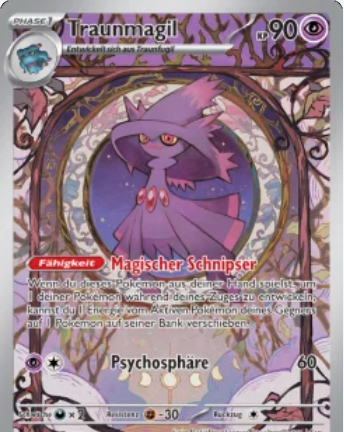 PHASE 1
Traunmagil
KP 90
Entwickelt sich aus Traunfugil
Fähigkeit Magischer Schnipser
Wenn du dieses Pokémon aus deiner Hand spielst, um
1 deiner Pokémon während deines Zuges zu entwickeln,
kannst du 1 Energie vom Aktiven Pokémon deines Gegners
auf 1 Pokémon auf seiner Bank verschieben.
Psychosphäre 60
Schwäche ×2 Resistenz -30 Rückzug